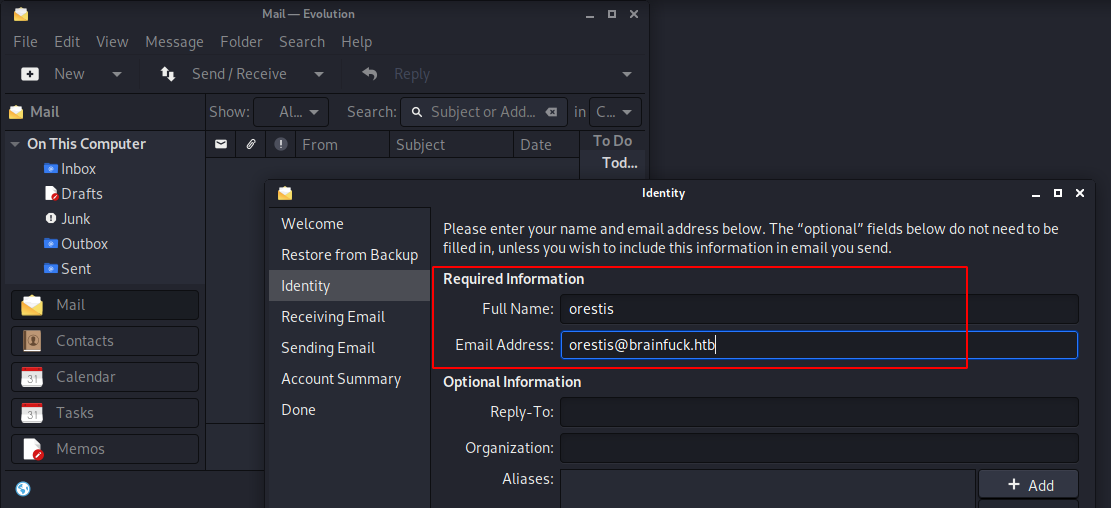 Mail — Evolution
File Edit View Message Folder Search Help
New Send / Receive Reply
Mail
Show: Al... Search: Subject or Add... in C...
On This Computer
Inbox
Drafts
Junk
Outbox
Sent
From Subject Date
To Do
Tod...
Mail
Contacts
31 Calendar
31 Tasks
Memos
Identity
Welcome
Restore from Backup
Identity
Receiving Email
Sending Email
Account Summary
Done
Please enter your name and email address below. The “optional” fields below do not need to be
filled in, unless you wish to include this information in email you send.
Required Information
Full Name: orestis
Email Address: orestis@brainfuck.htb
Optional Information
Reply-To:
Organization:
Aliases:
+ Add